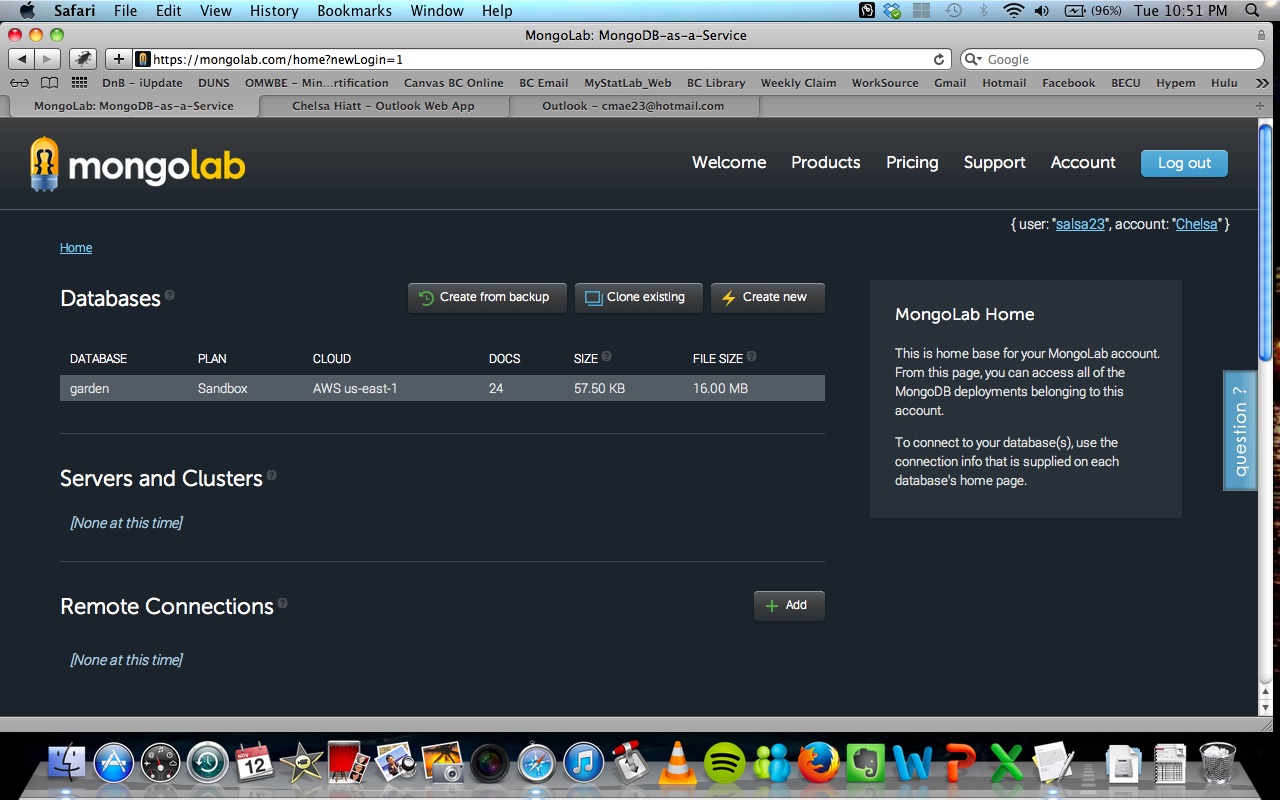 Safari File Edit View History Bookmarks Window Help (96%) Tue 10:51 PM
MongoLab: MongoDB-as-a-Service
https://mongolab.com/home?newLogin=1 Google
DnB – iUpdate DUNS OMWBE – Min...rtification Canvas BC Online BC Email MyStatLab_Web BC Library Weekly Claim WorkSource Gmail Hotmail Facebook BECU Hypem Hulu
MongoLab: MongoDB-as-a-Service Chelsa Hiatt – Outlook Web App Outlook – cmae23@hotmail.com
mongolab Welcome Products Pricing Support Account Log out
{ user: "salsa23", account: "Chelsa" }
Home
Databases ? Create from backup Clone existing Create new
DATABASE PLAN CLOUD DOCS SIZE ? FILE SIZE ?
garden Sandbox AWS us-east-1 24 57.50 KB 16.00 MB
Servers and Clusters ?
[None at this time]
Remote Connections ? Add
[None at this time]
MongoLab Home
This is home base for your MongoLab account.
From this page, you can access all of the
MongoDB deployments belonging to this
account.
To connect to your database(s), use the
connection info that is supplied on each
database's home page.
question ?
NOV
12